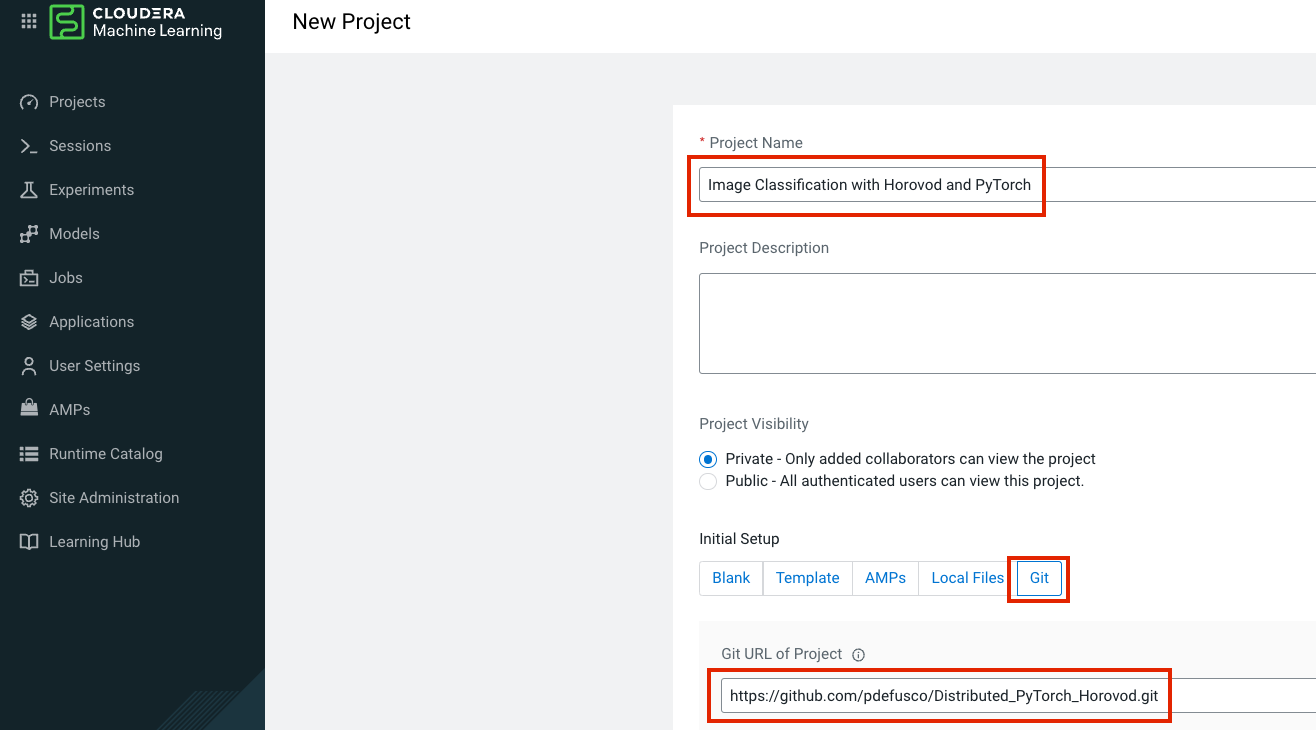 CLOUDERA
Machine Learning
New Project
Projects
Sessions
Experiments
Models
Jobs
Applications
User Settings
AMPs
Runtime Catalog
Site Administration
Learning Hub
* Project Name
Image Classification with Horovod and PyTorch
Project Description
Project Visibility
Private - Only added collaborators can view the project
Public - All authenticated users can view this project.
Initial Setup
Blank Template AMPs Local Files Git
Git URL of Project
https://github.com/pdefusco/Distributed_PyTorch_Horovod.git